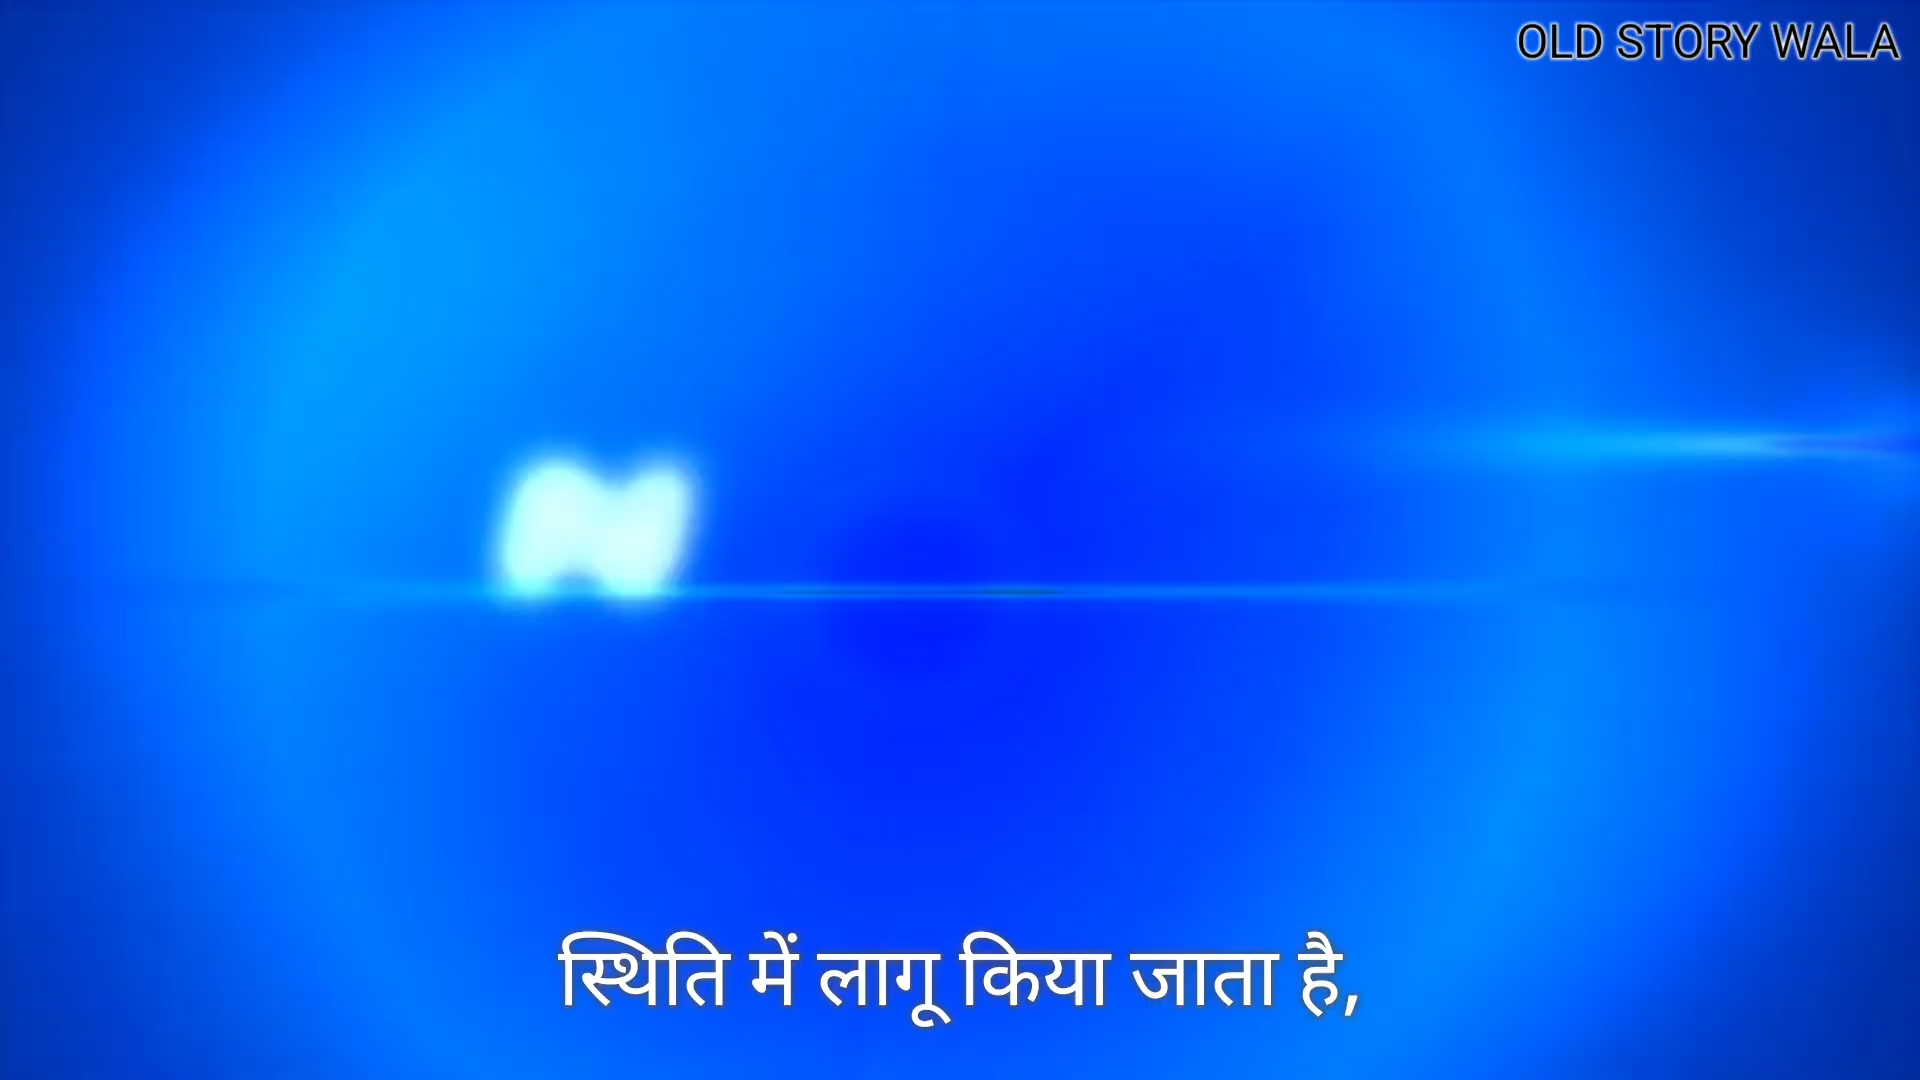 OLD STORY WALA
स्थिति में लागू किया जाता है,